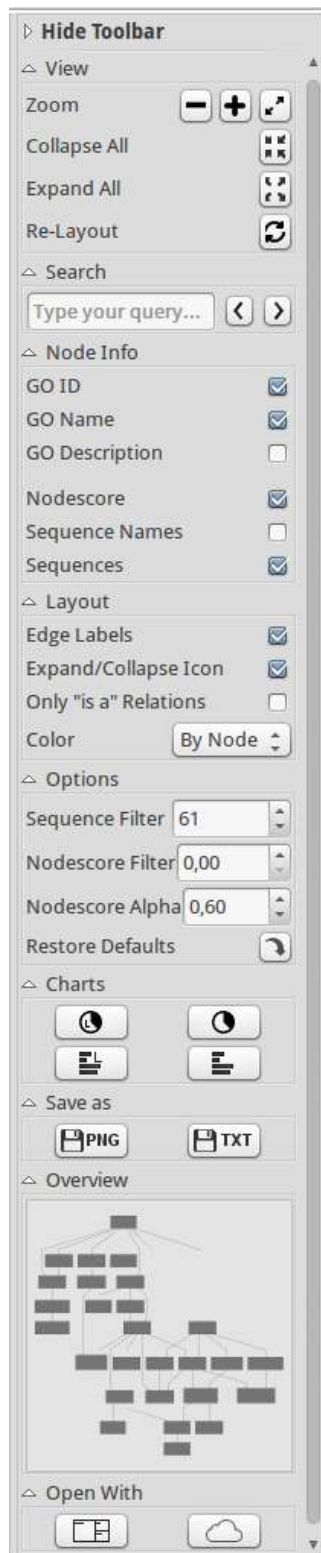 Hide Toolbar
View
Zoom
Collapse All
Expand All
Re-Layout
Search
Type your query...
Node Info
GO ID
GO Name
GO Description
Nodescore
Sequence Names
Sequences
Layout
Edge Labels
Expand/Collapse Icon
Only "is a" Relations
Color By Node
Options
Sequence Filter 61
Nodescore Filter 0,00
Nodescore Alpha 0,60
Restore Defaults
Charts
L
L
Save as
PNG TXT
Overview
Open With